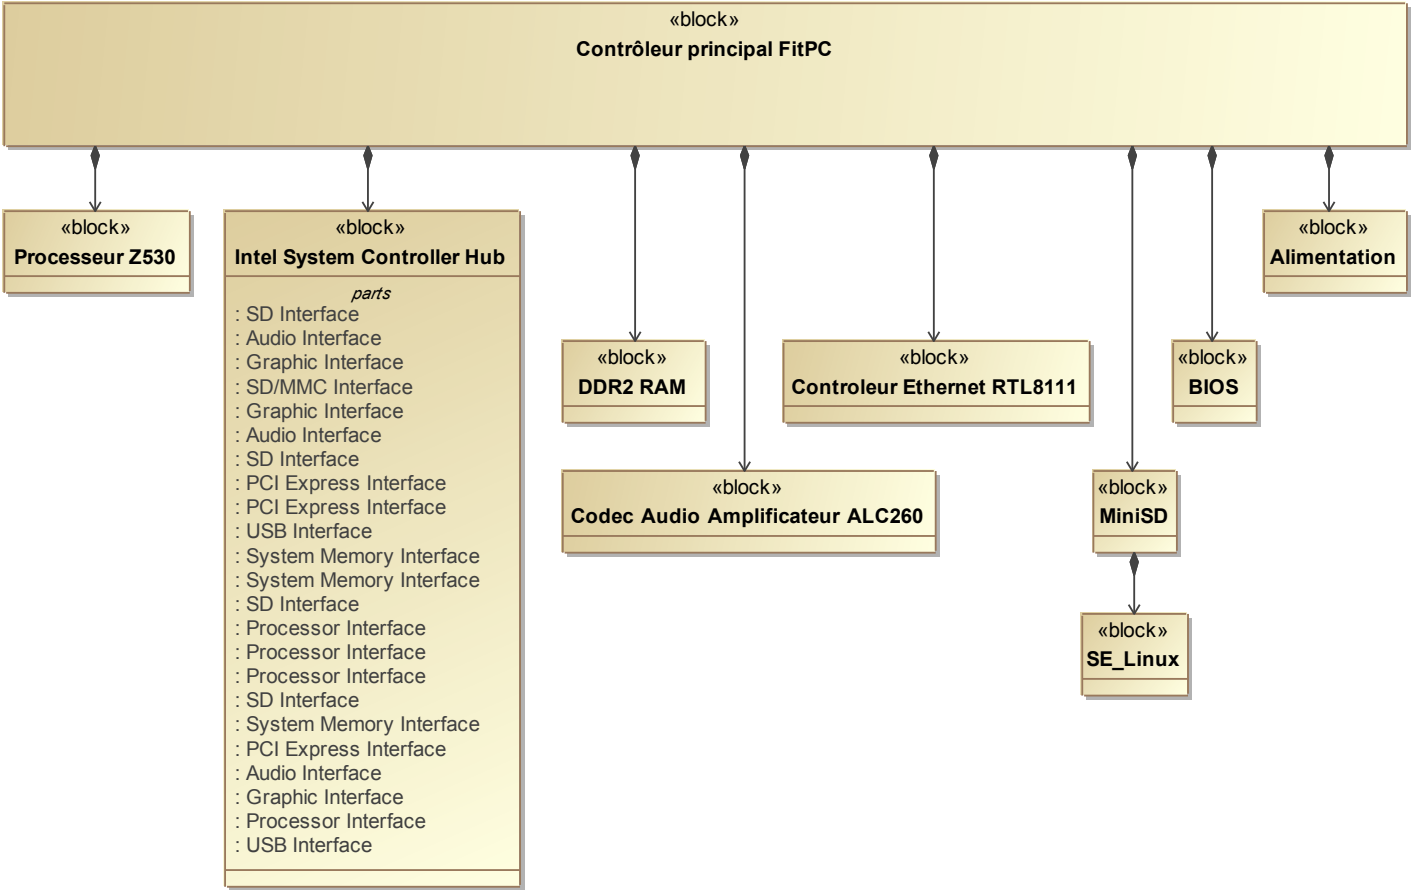 «block»
Contrôleur principal FitPC
«block»
Processeur Z530
«block»
Intel System Controller Hub
parts
: SD Interface
: Audio Interface
: Graphic Interface
: SD/MMC Interface
: Graphic Interface
: Audio Interface
: SD Interface
: PCI Express Interface
: PCI Express Interface
: USB Interface
: System Memory Interface
: System Memory Interface
: SD Interface
: Processor Interface
: Processor Interface
: Processor Interface
: SD Interface
: System Memory Interface
: PCI Express Interface
: Audio Interface
: Graphic Interface
: Processor Interface
: USB Interface
«block»
DDR2 RAM
«block»
Codec Audio Amplificateur ALC260
«block»
Controleur Ethernet RTL8111
«block»
MiniSD
«block»
SE_Linux
«block»
BIOS
«block»
Alimentation